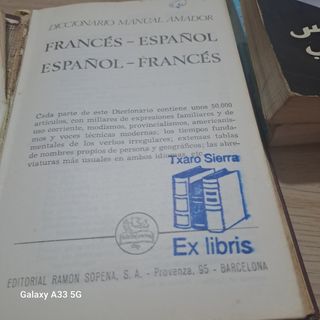 DICCIONARIO MANUAL AMADOR
FRANCÉS - ESPAÑOL
ESPAÑOL - FRANCÉS
Cada parte de este Diccionario contiene unos 50.000
artículos, con millares de expresiones familiares y de
uso corriente, modismos, provincialismos, americanis-
mos y voces técnicas modernas; los tiempos funda-
mentales de los verbos irregulares; extensas tablas
de nombres propios de persona y geográficos; las abre-
viaturas más usuales en ambos idiomas, etc.
Txaro Sierra
Ex libris
EDITORIAL RAMÓN SOPENA, S. A. - Provenza, 95 - BARCELONA
Galaxy A33 5G